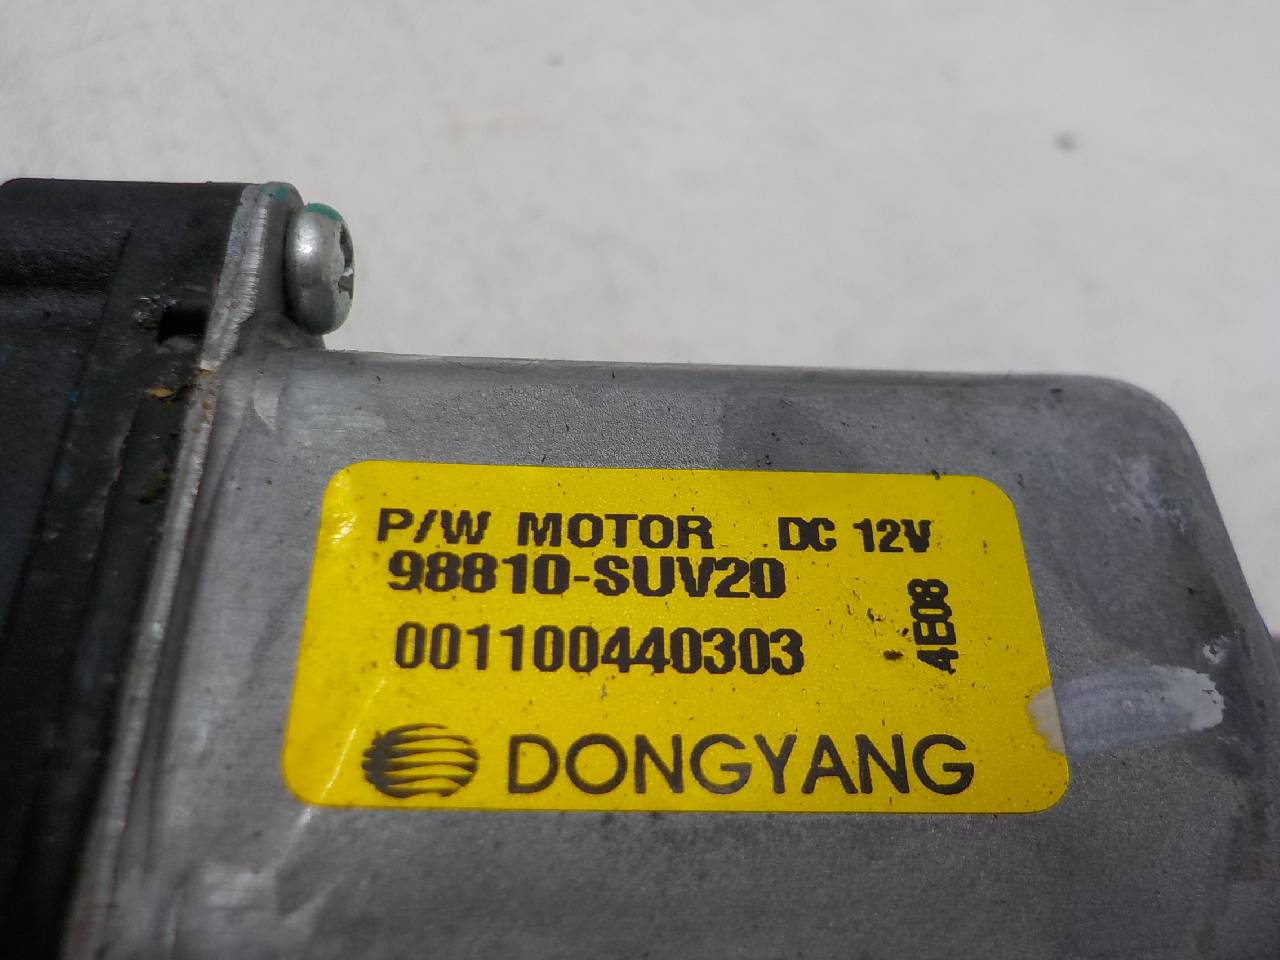 P/W MOTOR DC 12V
98810-SUV20
4E08
001100440303
DONGYANG